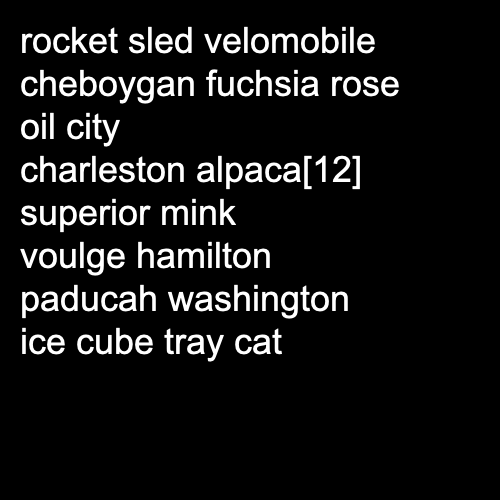 rocket sled velomobile
cheboygan fuchsia rose
oil city
charleston alpaca[12]
superior mink
voulge hamilton
paducah washington
ice cube tray cat